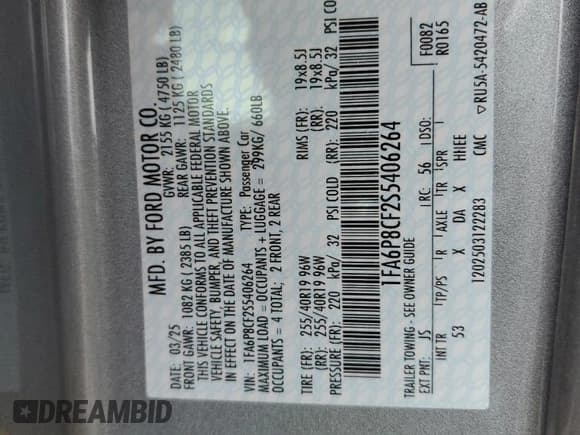 MFD. BY FORD MOTOR CO.
DATE: 03/25 GVWR: 2155 KG (4750 LB)
FRONT GAWR: 1082 KG (2385 LB) REAR GAWR: 1125 KG (2480 LB)
THIS VEHICLE CONFORMS TO ALL APPLICABLE FEDERAL MOTOR
VEHICLE SAFETY, BUMPER, AND THEFT PREVENTION STANDARDS
IN EFFECT ON THE DATE OF MANUFACTURE SHOWN ABOVE.
VIN: 1FA6P8CF2S5406264 TYPE: Passenger Car
MAXIMUM LOAD = OCCUPANTS + LUGGAGE = 299KG/ 660LB
OCCUPANTS = 4 TOTAL; 2 FRONT, 2 REAR
TIRE (FR): 255/40R19 96W RIMS (FR): 19x8.5J
(RR): 255/40R19 96W (RR): 19x8.5J
PRESSURE (FR): 220 kPa/ 32 PSI COLD (RR): 220 kPa/ 32 PSI CO
1FA6P8CF2S5406264
TRAILER TOWING - SEE OWNER GUIDE F0082
EXT PNT: JS RC: 56 DSO: R0165
INT TR TP/PS R AXLE TR SPR
53 X DA X HHEE
1202503122283 CMC ▽RU5A-5420472-AB
DREAMBID